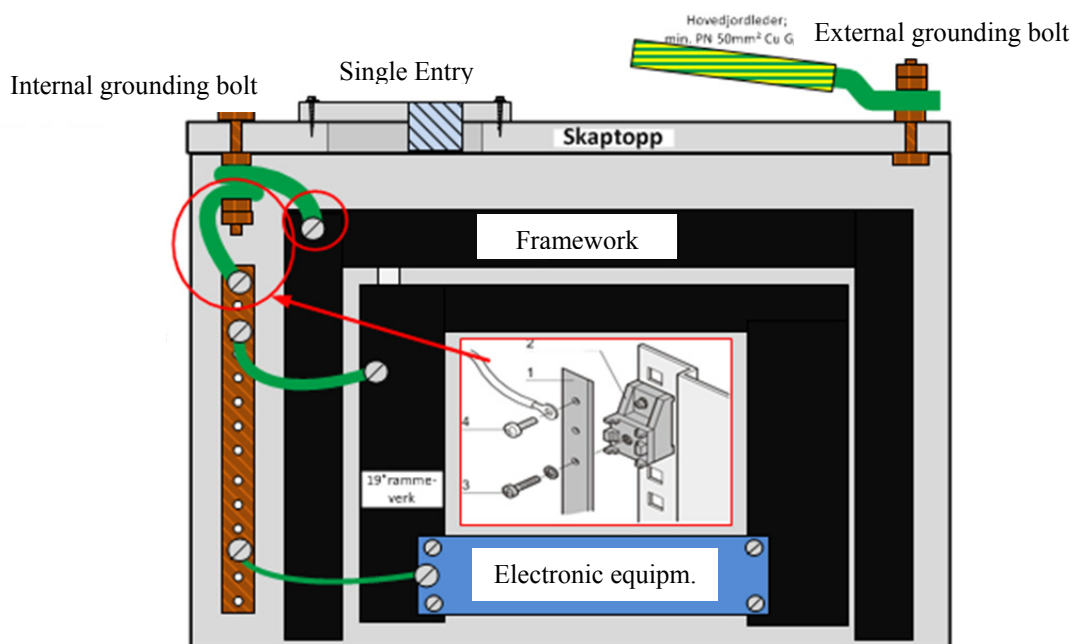 Hovedjordleder;
min. PN 50mm² Cu G
External grounding bolt
Internal grounding bolt
Single Entry
Skaptopp
Framework
2
1
4
3
19"ramme-
verk
Electronic equipm.